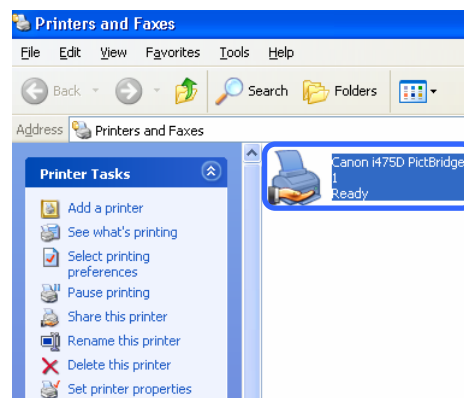 Printers and Faxes
File Edit View Favorites Tools Help
Back Search Folders
Address Printers and Faxes
Printer Tasks
Add a printer
See what's printing
Select printing
preferences
Pause printing
Share this printer
Rename this printer
Delete this printer
Set printer properties
Canon i475D PictBridge
1
Ready